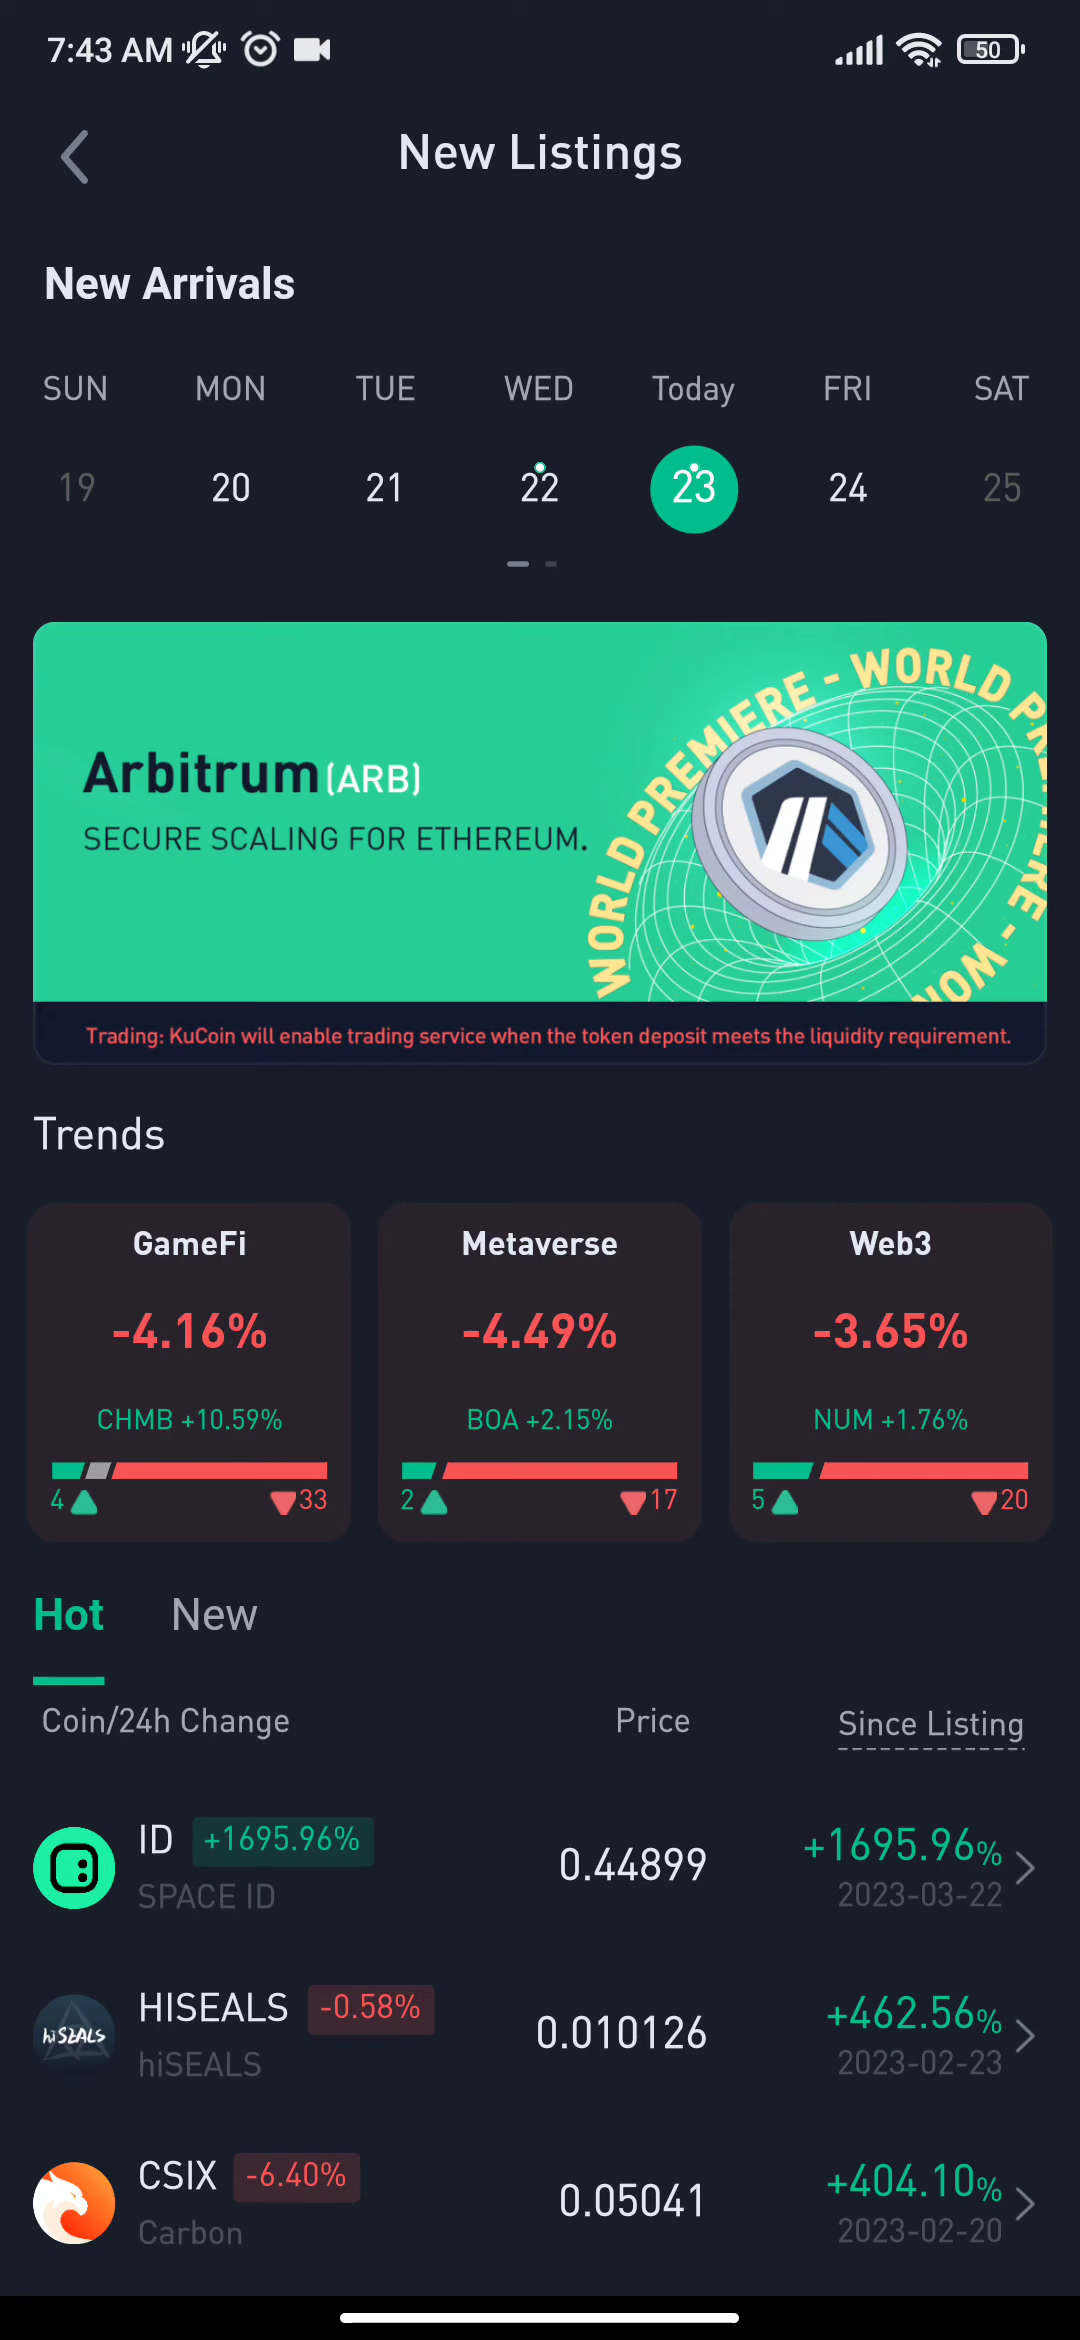 7:43 AM
50
New Listings
New Arrivals
SUN MON TUE WED Today FRI SAT
19 20 21 22 23 24 25
WORLD PREMIERE - WORLD PREMIERE - WOR
Arbitrum (ARB)
SECURE SCALING FOR ETHEREUM.
Trading: KuCoin will enable trading service when the token deposit meets the liquidity requirement.
Trends
GameFi
-4.16%
CHMB +10.59%
4 33
Metaverse
-4.49%
BOA +2.15%
2 17
Web3
-3.65%
NUM +1.76%
5 20
Hot New
Coin/24h Change Price Since Listing
ID +1695.96% 0.44899 +1695.96%
SPACE ID 2023-03-22
hiSEALS
HISEALS -0.58% 0.010126 +462.56%
hiSEALS 2023-02-23
CSIX -6.40% 0.05041 +404.10%
Carbon 2023-02-20